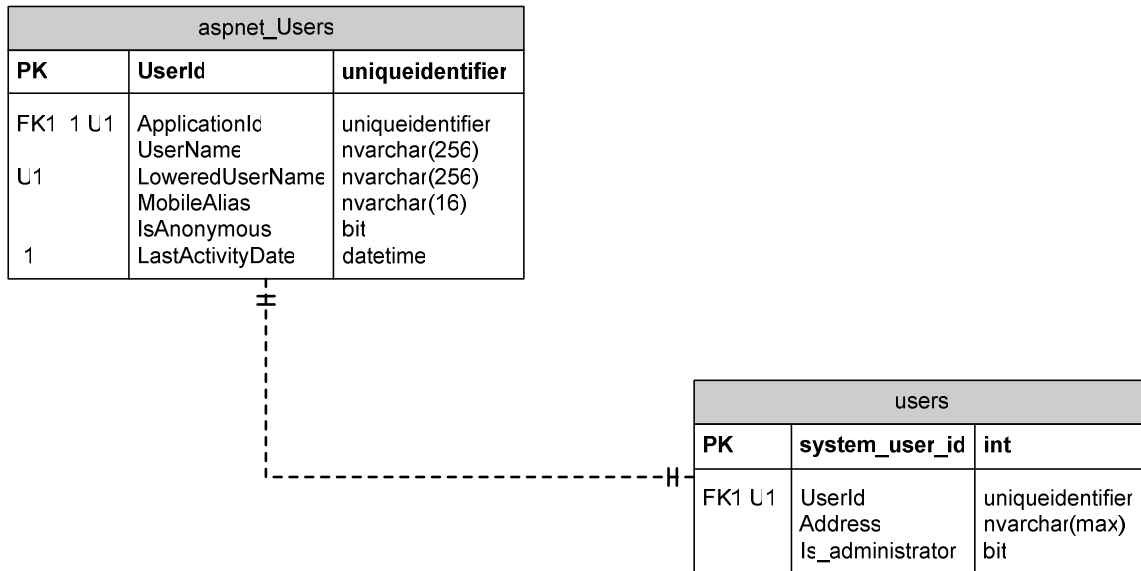 aspnet_Users
PK UserId uniqueidentifier
FK1 1 U1 ApplicationId uniqueidentifier
UserName nvarchar(256)
U1 LoweredUserName nvarchar(256)
MobileAlias nvarchar(16)
IsAnonymous bit
1 LastActivityDate datetime
users
PK system_user_id int
FK1 U1 UserId uniqueidentifier
Address nvarchar(max)
Is_administrator bit